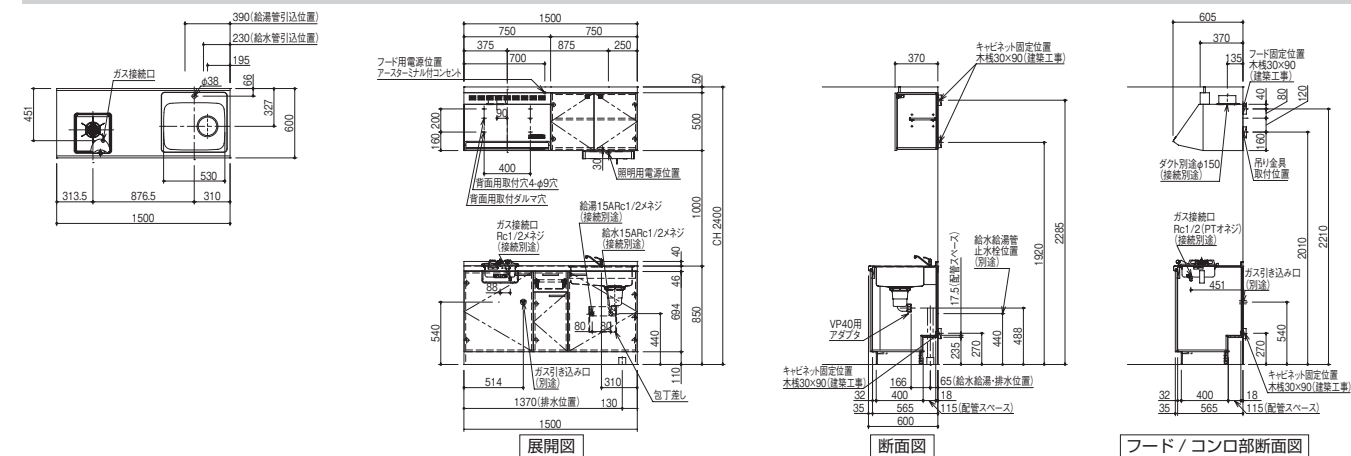 390(給湯管引込位置)
230(給水管引込位置)
195
ガス接続口
φ38
66
451
327
600
530
313.5
876.5
310
1500
1500
750
750
375
875
250
フード用電源位置
アースターミナル付コンセント
700
50
90
160 200
500
400
30
照明用電源位置
背面用取付穴4-φ9穴
背面用取付ダルマ穴
1000
CH 2400
ガス接続口
Rc1/2メネジ
(接続別途)
給湯15ARc1/2メネジ
(接続別途)
給水15ARc1/2メネジ
(接続別途)
40
46
88
694
850
80
80
540
440
110
514
ガス引き込み口
(別途)
310
包丁差し
1370(排水位置)
130
1500
展開図
370
キャビネット固定位置
木桟30×90(建築工事)
2285
1920
17.5(配管スペース)
給水給湯管
止水栓位置
(別途)
VP40用
アダプタ
235
270
440
488
キャビネット固定位置
木桟30×90(建築工事)
166
65(給水給湯・排水位置)
32
400
18
35
565
115(配管スペース)
600
断面図
605
370
135
フード固定位置
木桟30×90
(建築工事)
40
80
120
160
ダクト別途φ150
(接続別途)
吊り金具
取付位置
2010
2210
ガス接続口
Rc1/2(PTオネジ)
(接続別途)
451
ガス引き込み口
(別途)
270
540
キャビネット固定位置
木桟30×90(建築工事)
32
400
18
35
565
115(配管スペース)
フード / コンロ部断面図